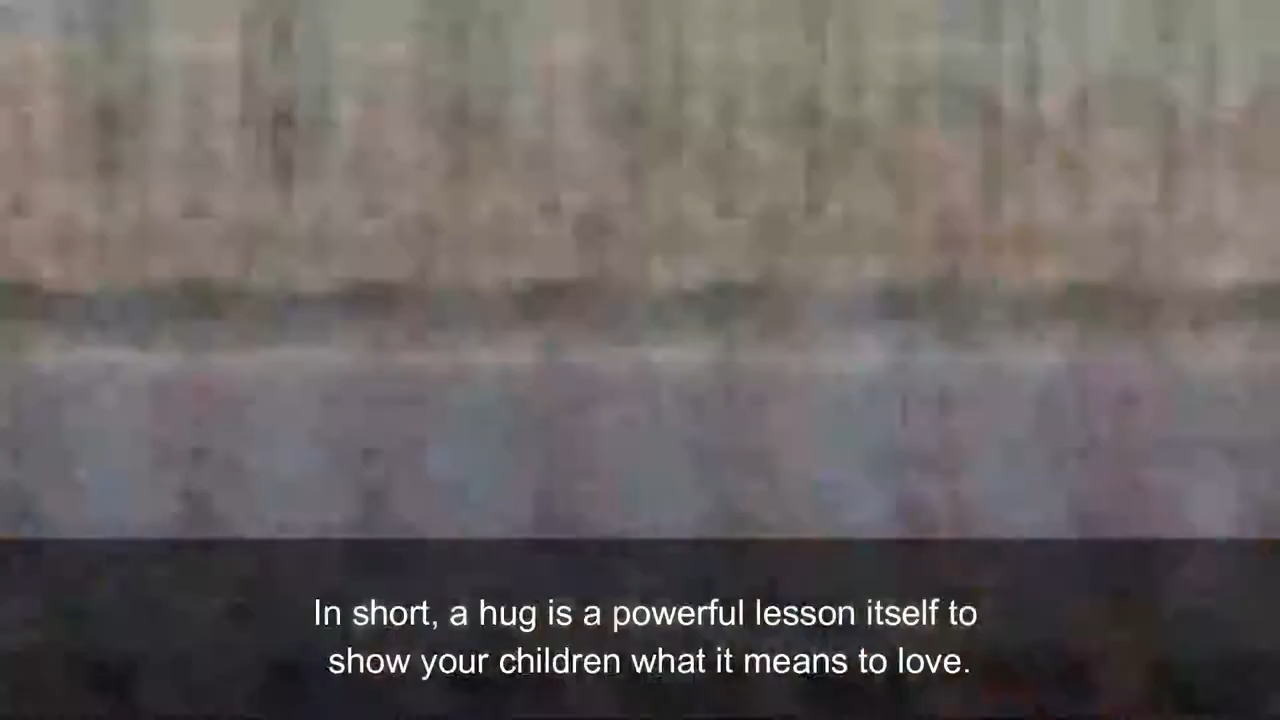 In short, a hug is a powerful lesson itself to
show your children what it means to love.